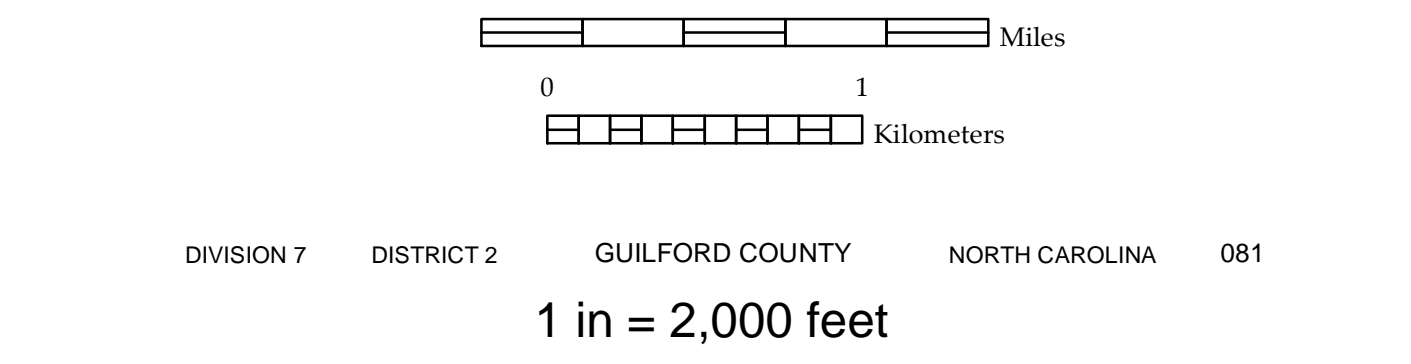 Miles
0 1
Kilometers
DIVISION 7 DISTRICT 2 GUILFORD COUNTY NORTH CAROLINA 081
1 in = 2,000 feet